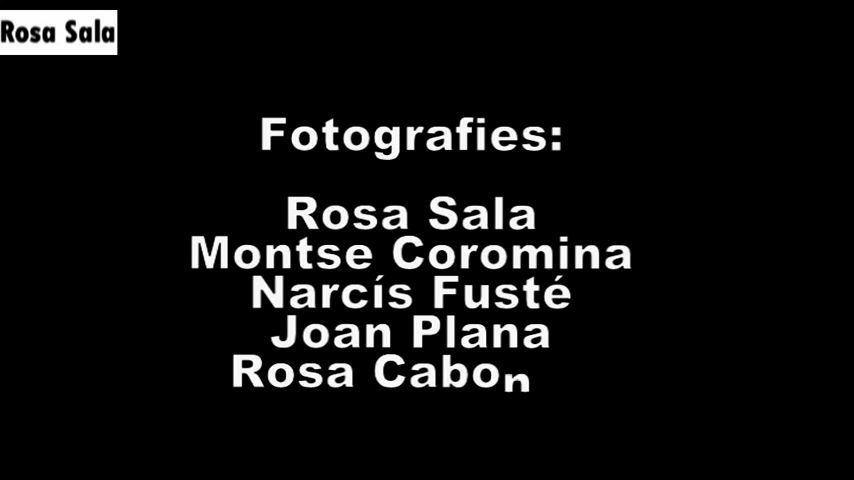 Rosa Sala
Fotografies:
Rosa Sala
Montse Coromina
Narcís Fusté
Joan Plana
Rosa Cabon